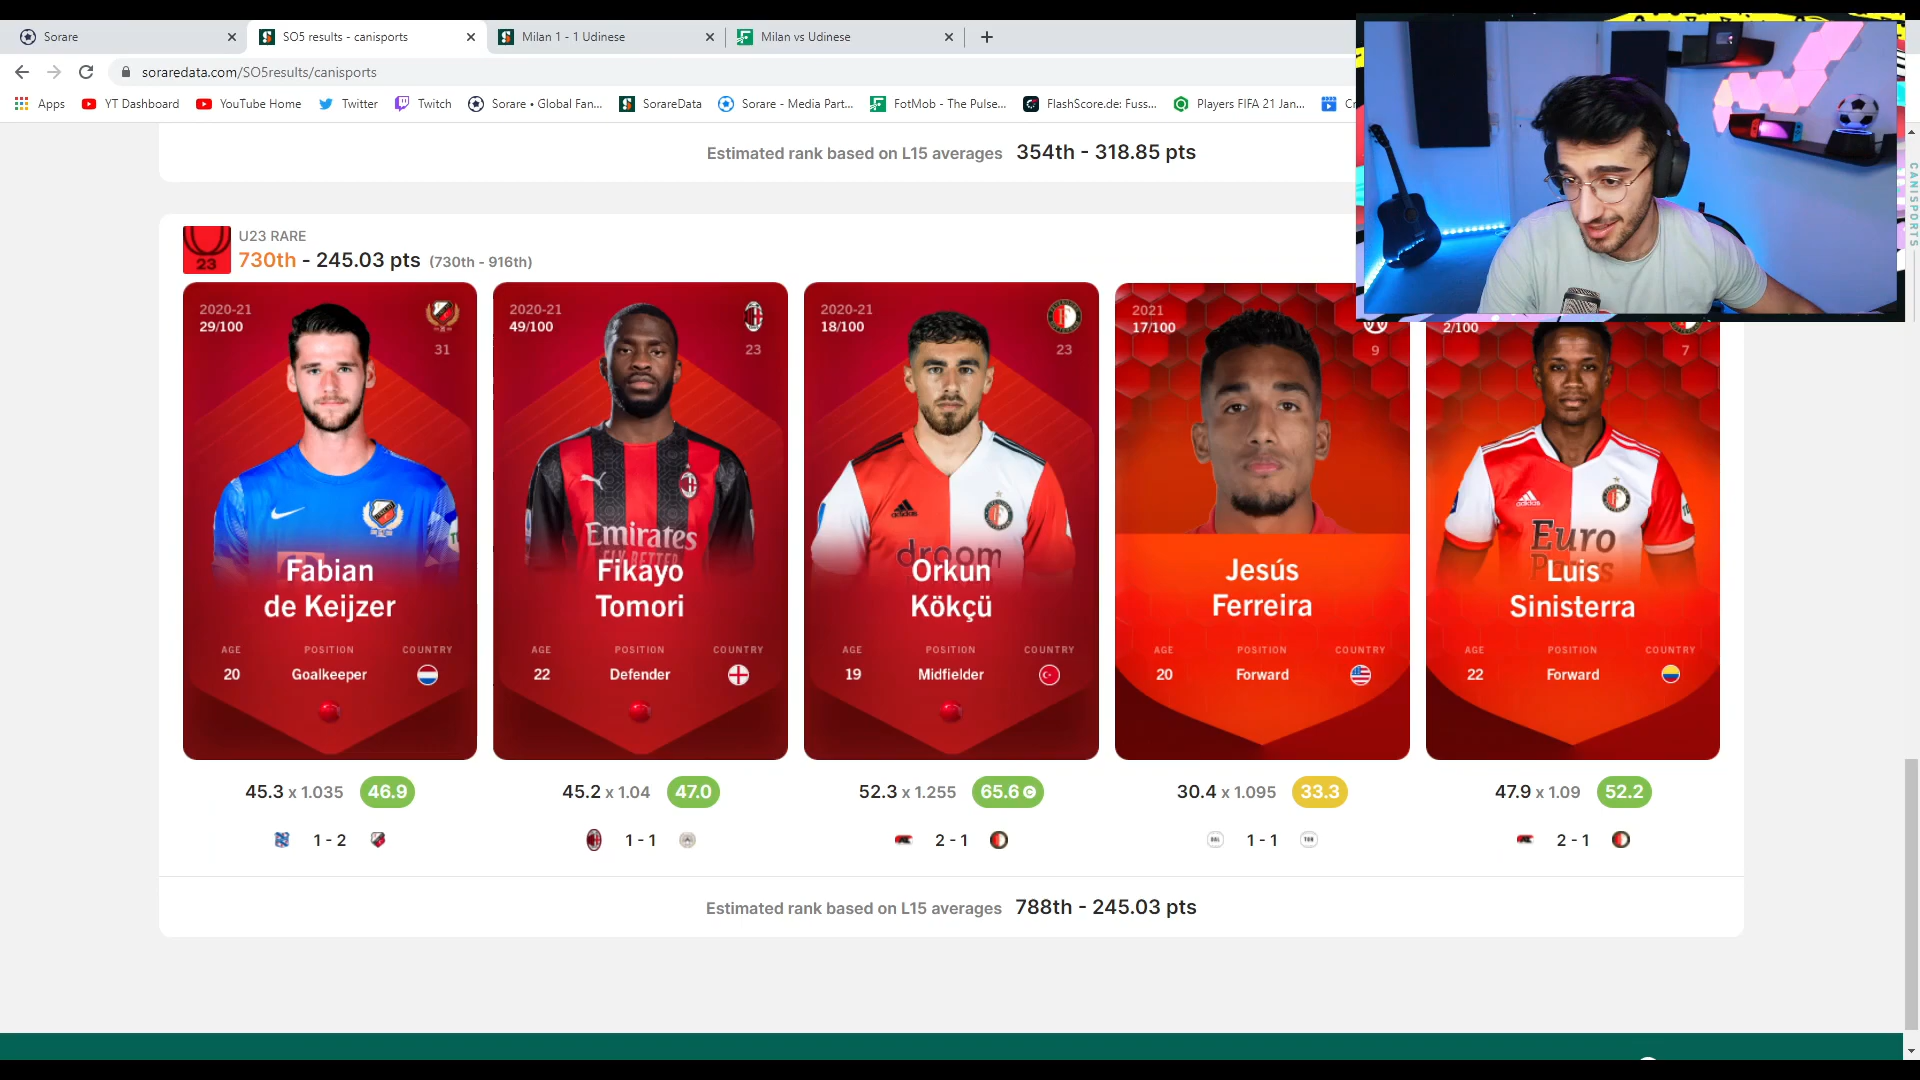 Sorare
SO5 results - canisports
Milan 1 - 1 Udinese
Milan vs Udinese
soraredata.com/SO5results/canisports
Apps
YT Dashboard
YouTube Home
Twitter
Twitch
Sorare • Global Fan...
SorareData
Sorare - Media Part...
FotMob - The Pulse...
FlashScore.de: Fuss...
Players FIFA 21 Jan...
CANISPORTS
Estimated rank based on L15 averages 354th - 318.85 pts
23
U23 RARE
730th - 245.03 pts (730th - 916th)
2020-21
29/100
31
Fabian
de Keijzer
AGE POSITION COUNTRY
20 Goalkeeper
45.3 x 1.035 46.9
1 - 2
2020-21
49/100
23
Emirates
FLY BETTER
Fikayo
Tomori
AGE POSITION COUNTRY
22 Defender
45.2 x 1.04 47.0
1 - 1
2020-21
18/100
23
droom
Orkun
Kökçü
AGE POSITION COUNTRY
19 Midfielder
52.3 x 1.255 65.6 C
2 - 1
2021
17/100
9
Jesús
Ferreira
AGE POSITION COUNTRY
20 Forward
30.4 x 1.095 33.3
DAL 1 - 1
2/100
7
Euro
Luis
Sinisterra
AGE POSITION COUNTRY
22 Forward
47.9 x 1.09 52.2
2 - 1
Estimated rank based on L15 averages 788th - 245.03 pts